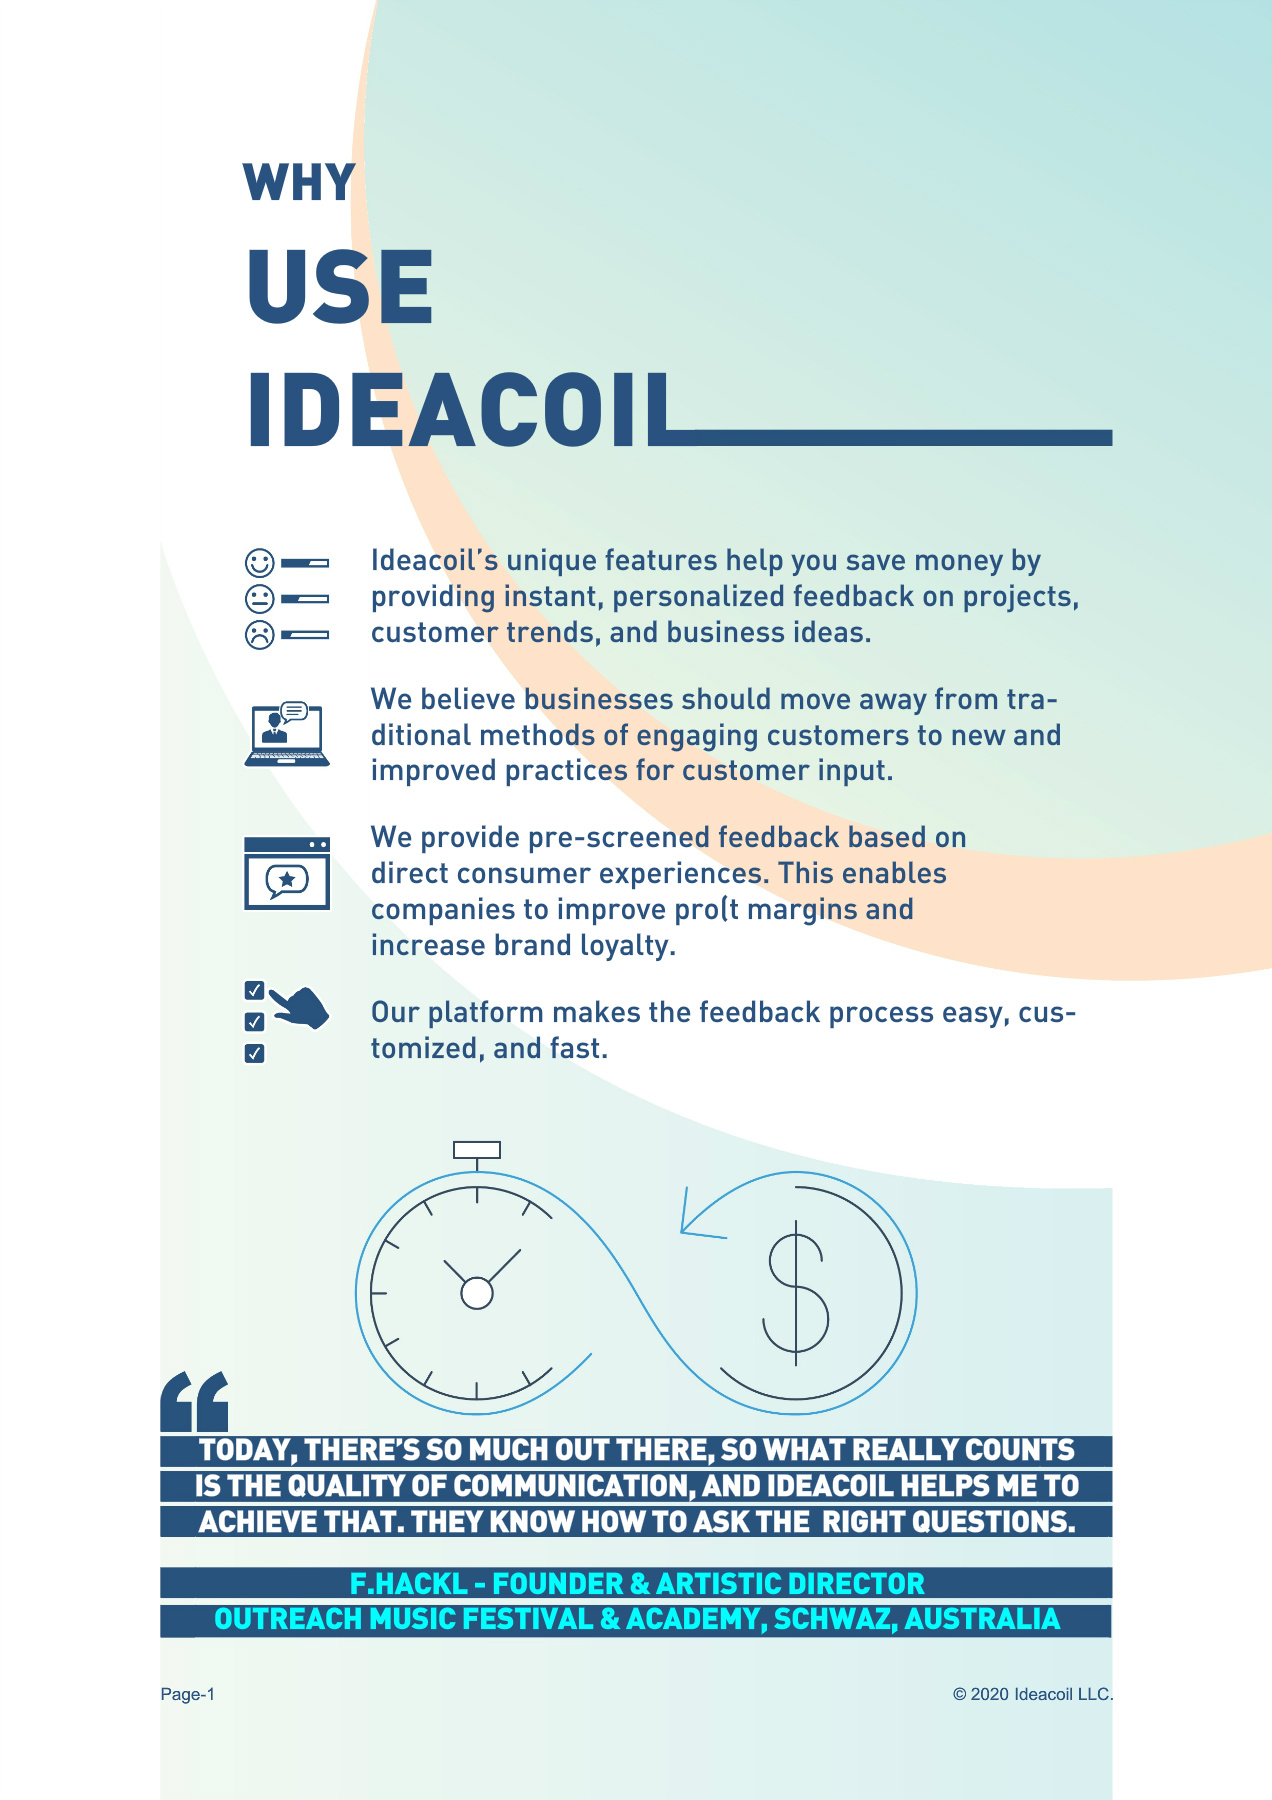 WHY
USE
IDEACOIL
Ideacoil’s unique features help you save money by
providing instant, personalized feedback on projects,
customer trends, and business ideas.
We believe businesses should move away from tra-
ditional methods of engaging customers to new and
improved practices for customer input.
We provide pre-screened feedback based on
direct consumer experiences. This enables
companies to improve pro(t margins and
increase brand loyalty.
Our platform makes the feedback process easy, cus-
tomized, and fast.
“
TODAY, THERE’S SO MUCH OUT THERE, SO WHAT REALLY COUNTS
IS THE QUALITY OF COMMUNICATION, AND IDEACOIL HELPS ME TO
ACHIEVE THAT. THEY KNOW HOW TO ASK THE RIGHT QUESTIONS.
F.HACKL - FOUNDER & ARTISTIC DIRECTOR
OUTREACH MUSIC FESTIVAL & ACADEMY, SCHWAZ, AUSTRALIA
Page-1
© 2020 Ideacoil LLC.